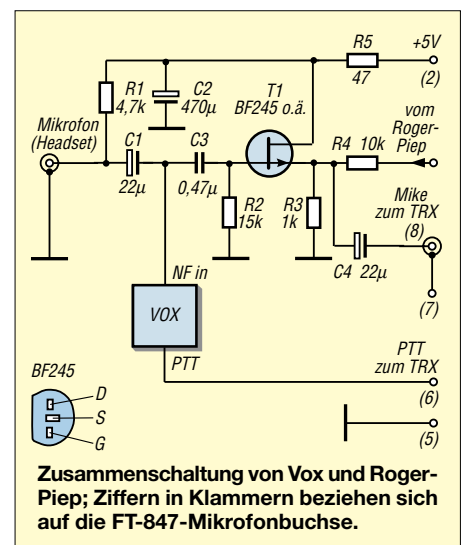 R5
+5V
47
(2)
R1
4,7k
C2
470µ
T1
BF245 o.ä.
Mikrofon
(Headset)
C1
22µ
C3
0,47µ
vom
Roger-
Piep
R4 10k
R2
15k
R3
1k
Mike
zum TRX
(8)
C4 22µ
(7)
NF in
VOX
PTT
PTT
zum TRX
(6)
(5)
BF245
D
S
G
Zusammenschaltung von Vox und Roger-
Piep; Ziffern in Klammern beziehen sich
auf die FT-847-Mikrofonbuchse.